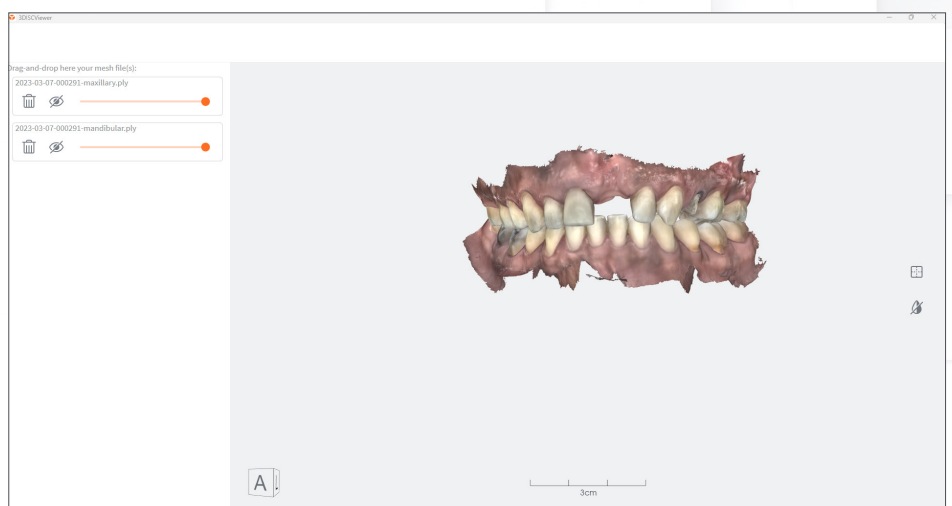 3DISCViewer
Drag-and-drop here your mesh file(s):
2023-03-07-000291-maxillary.ply
2023-03-07-000291-mandibular.ply
A
3cm